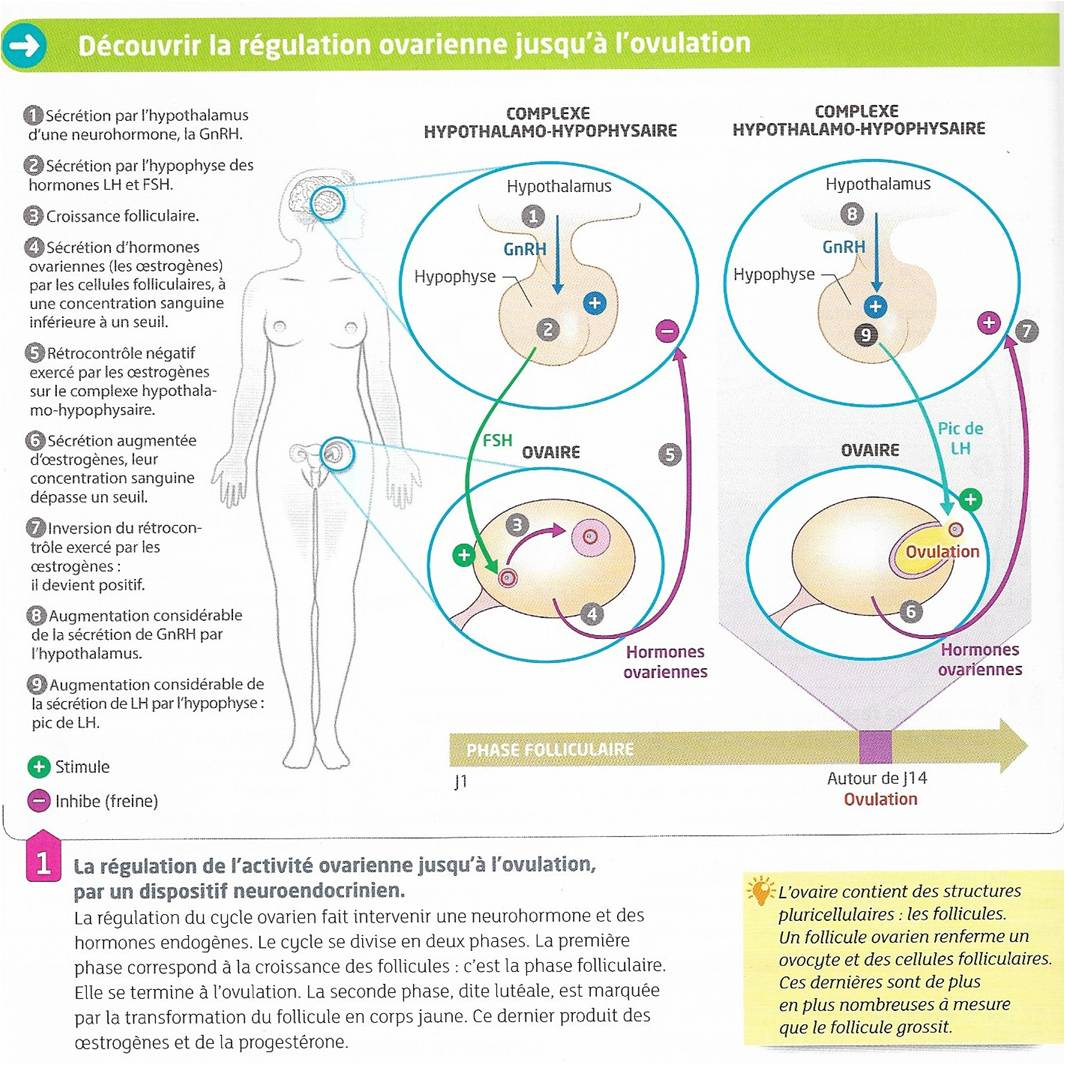 Découvrir la régulation ovarienne jusqu'à l'ovulation
1 Sécrétion par l'hypothalamus
d'une neurohormone, la GnRH.
2 Sécrétion par l'hypophyse des
hormones LH et FSH.
3 Croissance folliculaire.
4 Sécrétion d'hormones
ovariennes (les œstrogènes)
par les cellules folliculaires, à
une concentration sanguine
inférieure à un seuil.
5 Rétrocontrôle négatif
exercé par les œstrogènes
sur le complexe hypothala-
mo-hypophysaire.
6 Sécrétion augmentée
d'œstrogènes, leur
concentration sanguine
dépasse un seuil.
7 Inversion du rétrocon-
trôle exercé par les
œstrogènes :
il devient positif.
8 Augmentation considérable
de la sécrétion de GnRH par
l'hypothalamus.
9 Augmentation considérable de
la sécrétion de LH par l'hypophyse :
pic de LH.
+ Stimule
− Inhibe (freine)
COMPLEXE
HYPOTHALAMO-HYPOPHYSAIRE
Hypothalamus
1
GnRH
Hypophyse
+
2
−
FSH
OVAIRE
5
3
+
4
Hormones
ovariennes
COMPLEXE
HYPOTHALAMO-HYPOPHYSAIRE
Hypothalamus
8
GnRH
Hypophyse
+
9
+ 7
Pic de
LH
OVAIRE
+
Ovulation
6
Hormones
ovariennes
PHASE FOLLICULAIRE
J1
Autour de J14
Ovulation
1 La régulation de l'activité ovarienne jusqu'à l'ovulation,
par un dispositif neuroendocrinien.
La régulation du cycle ovarien fait intervenir une neurohormone et des
hormones endogènes. Le cycle se divise en deux phases. La première
phase correspond à la croissance des follicules : c'est la phase folliculaire.
Elle se termine à l'ovulation. La seconde phase, dite lutéale, est marquée
par la transformation du follicule en corps jaune. Ce dernier produit des
œstrogènes et de la progestérone.
L'ovaire contient des structures
pluricellulaires : les follicules.
Un follicule ovarien renferme un
ovocyte et des cellules folliculaires.
Ces dernières sont de plus
en plus nombreuses à mesure
que le follicule grossit.